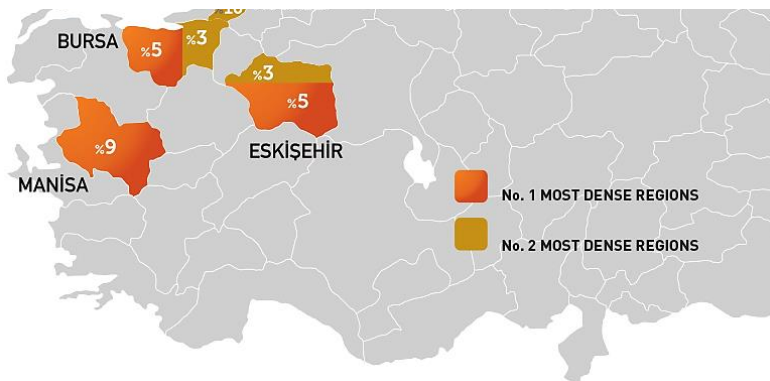 BURSA
%5
%3
%3
%5
ESKİŞEHİR
%9
MANİSA
No. 1 MOST DENSE REGIONS
No. 2 MOST DENSE REGIONS